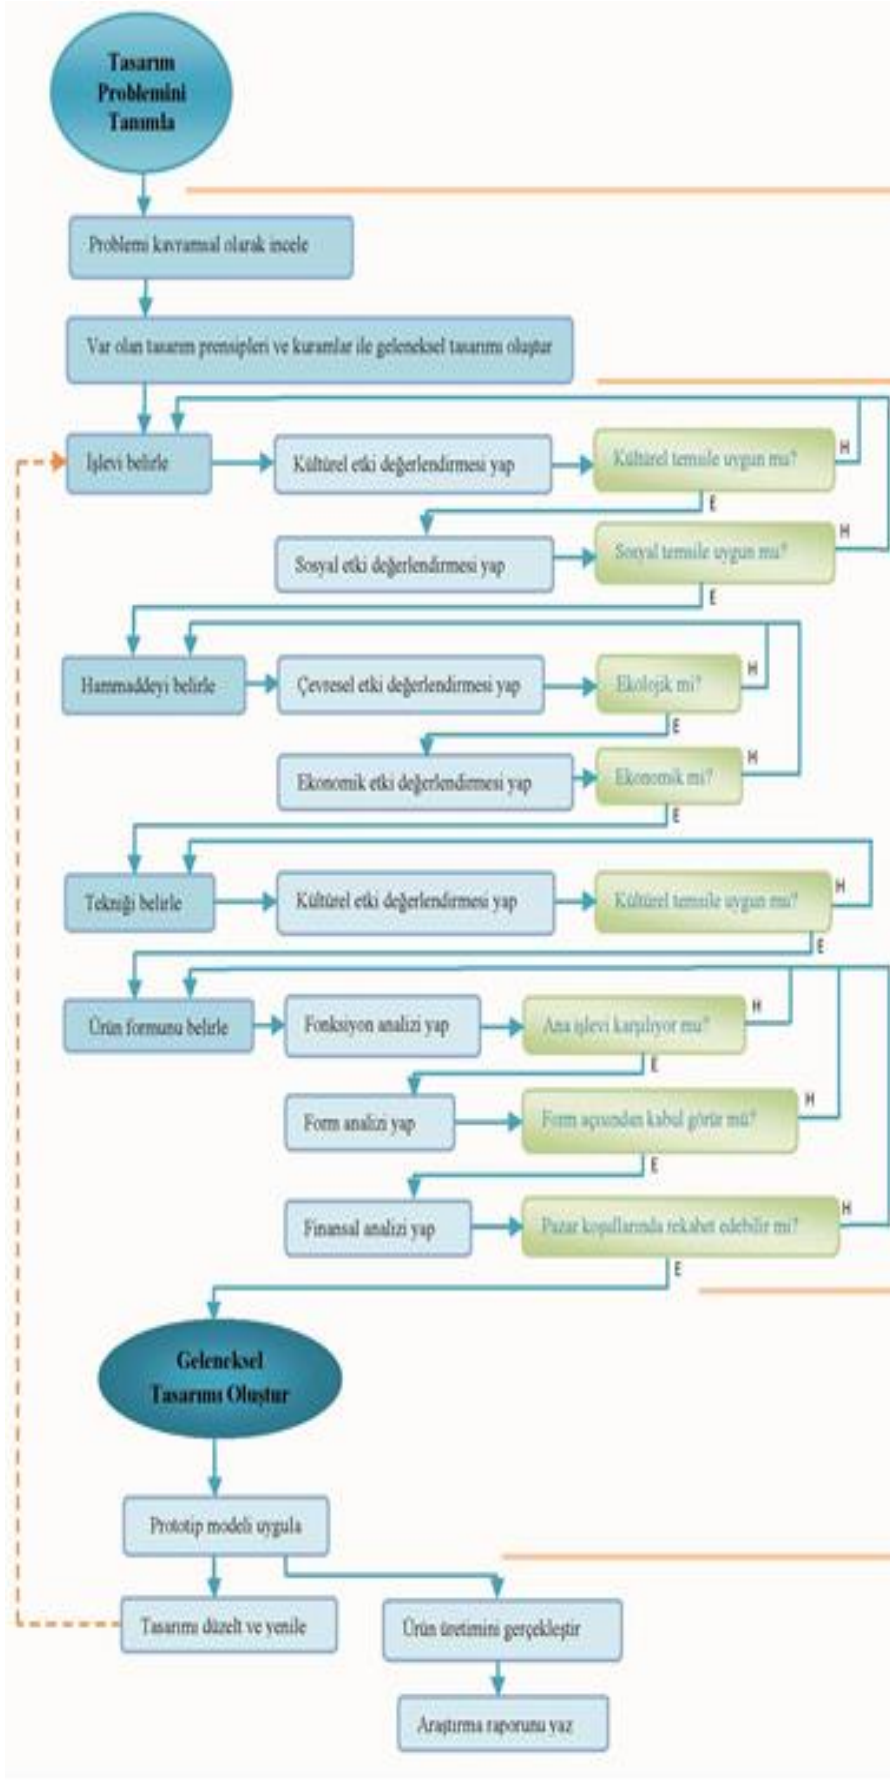 Tasarım
Problemini
Tanımla
Problemi kavramsal olarak incele
Var olan tasarım prensipleri ve kuramlar ile geleneksel tasarımı oluştur
İşlevi belirle
Kültürel etki değerlendirmesi yap
Kültürel temsile uygun mu?
H
E
Sosyal etki değerlendirmesi yap
Sosyal temsile uygun mu?
H
E
Hammaddeyi belirle
Çevresel etki değerlendirmesi yap
Ekolojik mi?
H
E
Ekonomik etki değerlendirmesi yap
Ekonomik mi?
H
E
Tekniği belirle
Kültürel etki değerlendirmesi yap
Kültürel temsile uygun mu?
H
E
Ürün formunu belirle
Fonksiyon analizi yap
Ana işlevi karşılıyor mu?
H
E
Form analizi yap
Form açısından kabul görür mü?
H
E
Finansal analizi yap
Pazar koşullarında rekabet edebilir mi?
H
E
Geleneksel
Tasarımı Oluştur
Prototip modeli uygula
Tasarımı düzelt ve yenile
Ürün üretimini gerçekleştir
Araştırma raporunu yaz